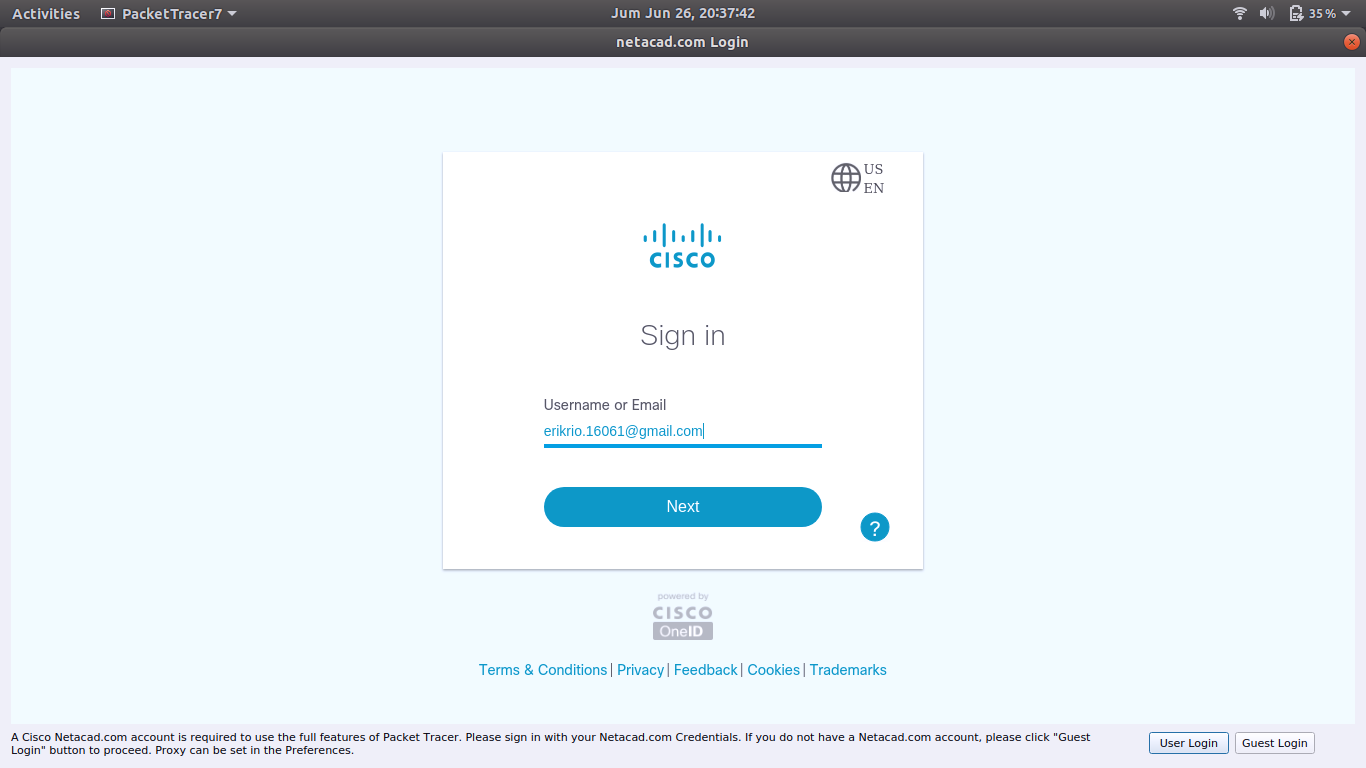 Activities PacketTracer7 Jum Jun 26, 20:37:42 35%
netacad.com Login
US
EN
CISCO
Sign in
Username or Email
erikrio.16061@gmail.com
Next
?
powered by
CISCO
OneID
Terms & Conditions | Privacy | Feedback | Cookies | Trademarks
A Cisco Netacad.com account is required to use the full features of Packet Tracer. Please sign in with your Netacad.com Credentials. If you do not have a Netacad.com account, please click "Guest
Login" button to proceed. Proxy can be set in the Preferences.
User Login Guest Login